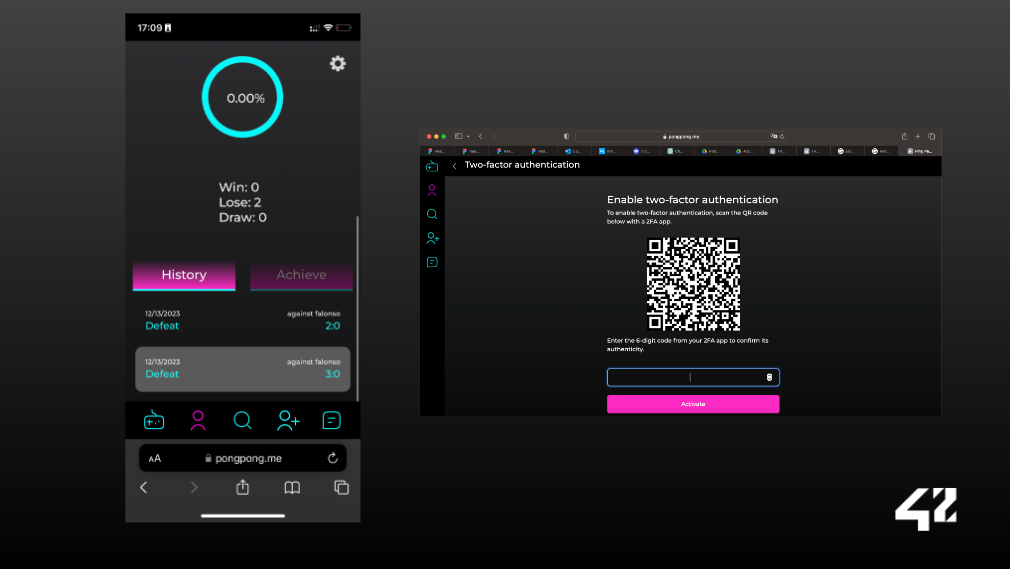 17:09
0.00%
Win: 0
Lose: 2
Draw: 0
History
Achieve
12/13/2023
against falonso
Defeat
2:0
12/13/2023
against falonso
Defeat
3:0
AA
pongpong.me
pongpong.me
Two-factor authentication
Enable two-factor authentication
To enable two-factor authentication, scan the QR code
below with a 2FA app.
Enter the 6-digit code from your 2FA app to confirm its
authenticity.
Activate
42